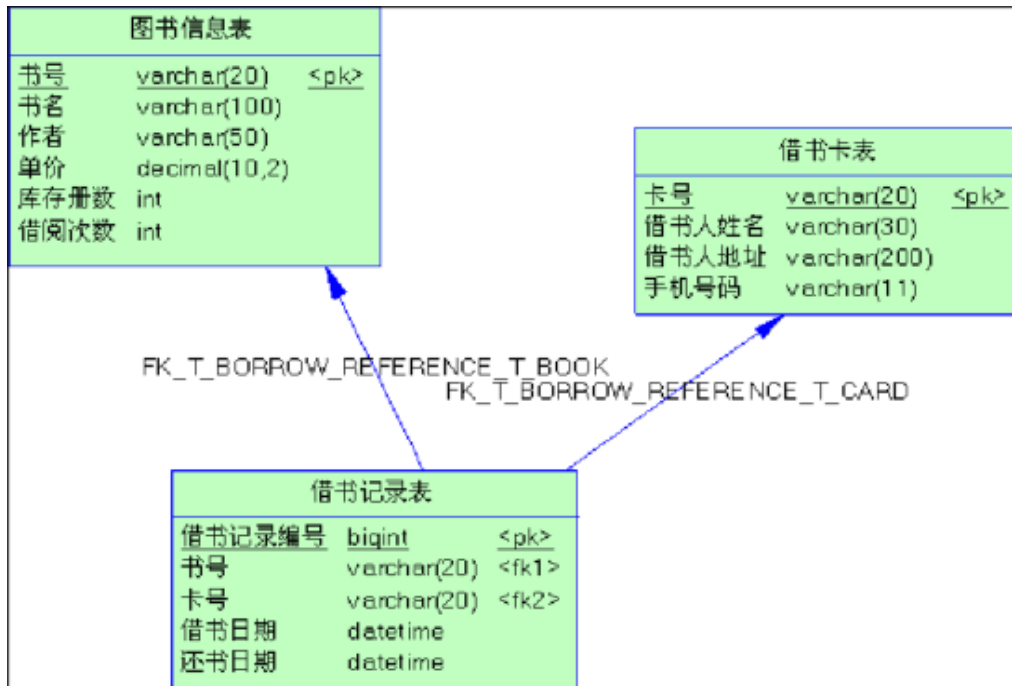 图书信息表
书号 varchar(20) <pk>
书名 varchar(100)
作者 varchar(50)
单价 decimal(10,2)
库存册数 int
借阅次数 int
借书卡表
卡号 varchar(20) <pk>
借书人姓名 varchar(30)
借书人地址 varchar(200)
手机号码 varchar(11)
FK_T_BORROW_REFERENCE_T_BOOK
FK_T_BORROW_REFERENCE_T_CARD
借书记录表
借书记录编号 bigint <pk>
书号 varchar(20) <fk1>
卡号 varchar(20) <fk2>
借书日期 datetime
还书日期 datetime